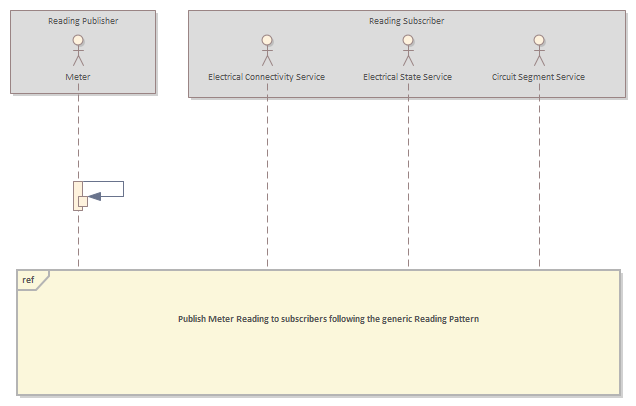 Reading Publisher
Reading Subscriber
Meter
Electrical Connectivity Service
Electrical State Service
Circuit Segment Service
ref
Publish Meter Reading to subscribers following the generic Reading Pattern